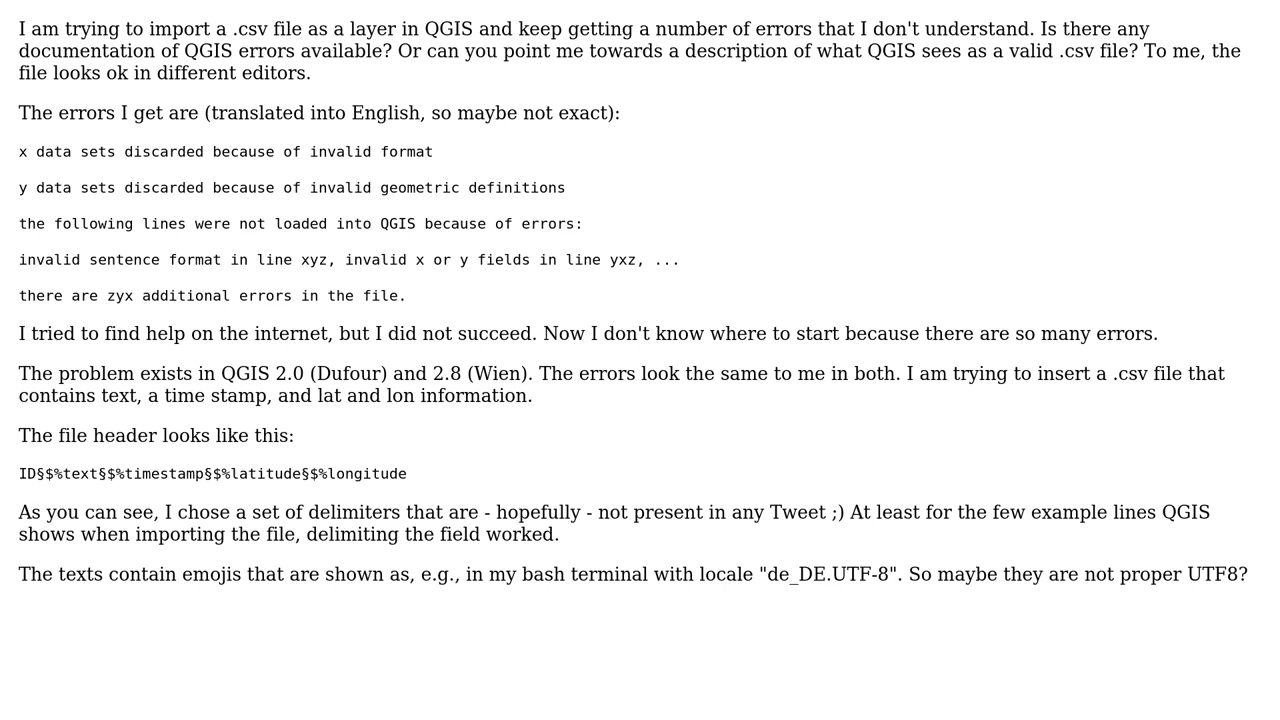 I am trying to import a .csv file as a layer in QGIS and keep getting a number of errors that I don't understand. Is there any
documentation of QGIS errors available? Or can you point me towards a description of what QGIS sees as a valid .csv file? To me, the
file looks ok in different editors.
The errors I get are (translated into English, so maybe not exact):
x data sets discarded because of invalid format
y data sets discarded because of invalid geometric definitions
the following lines were not loaded into QGIS because of errors:
invalid sentence format in line xyz, invalid x or y fields in line yxz, ...
there are zyx additional errors in the file.
I tried to find help on the internet, but I did not succeed. Now I don't know where to start because there are so many errors.
The problem exists in QGIS 2.0 (Dufour) and 2.8 (Wien). The errors look the same to me in both. I am trying to insert a .csv file that
contains text, a time stamp, and lat and lon information.
The file header looks like this:
ID§$%text§$%timestamp§$%latitude§$%longitude
As you can see, I chose a set of delimiters that are - hopefully - not present in any Tweet ;) At least for the few example lines QGIS
shows when importing the file, delimiting the field worked.
The texts contain emojis that are shown as, e.g., in my bash terminal with locale "de_DE.UTF-8". So maybe they are not proper UTF8?